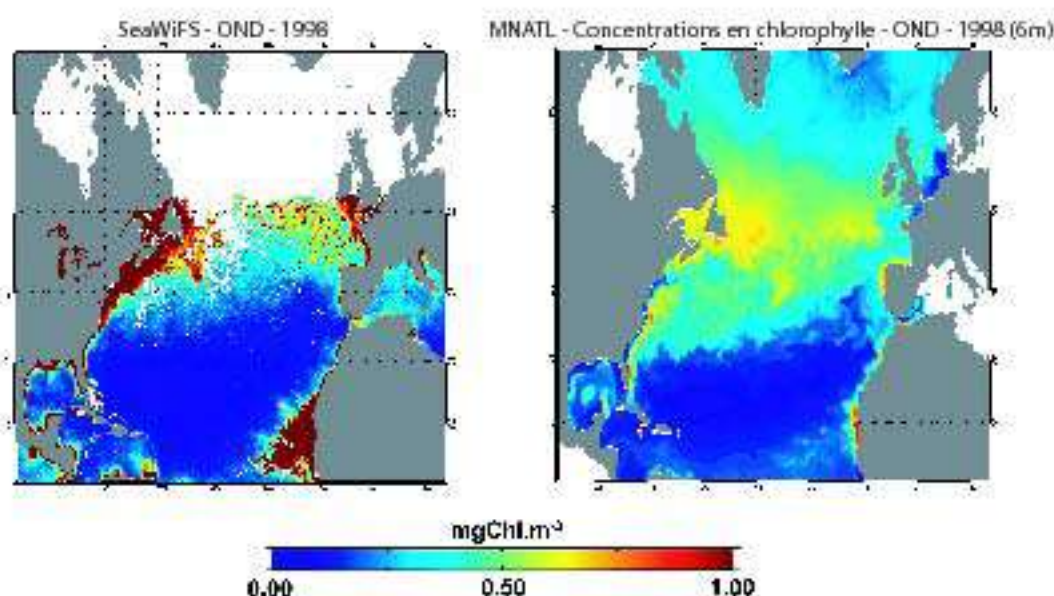 SeaWiFS - OND - 1998
MNATL - Concentrations en chlorophylle - OND - 1998 (6m)
mgChl.m⁻³
0.00 0.50 1.00